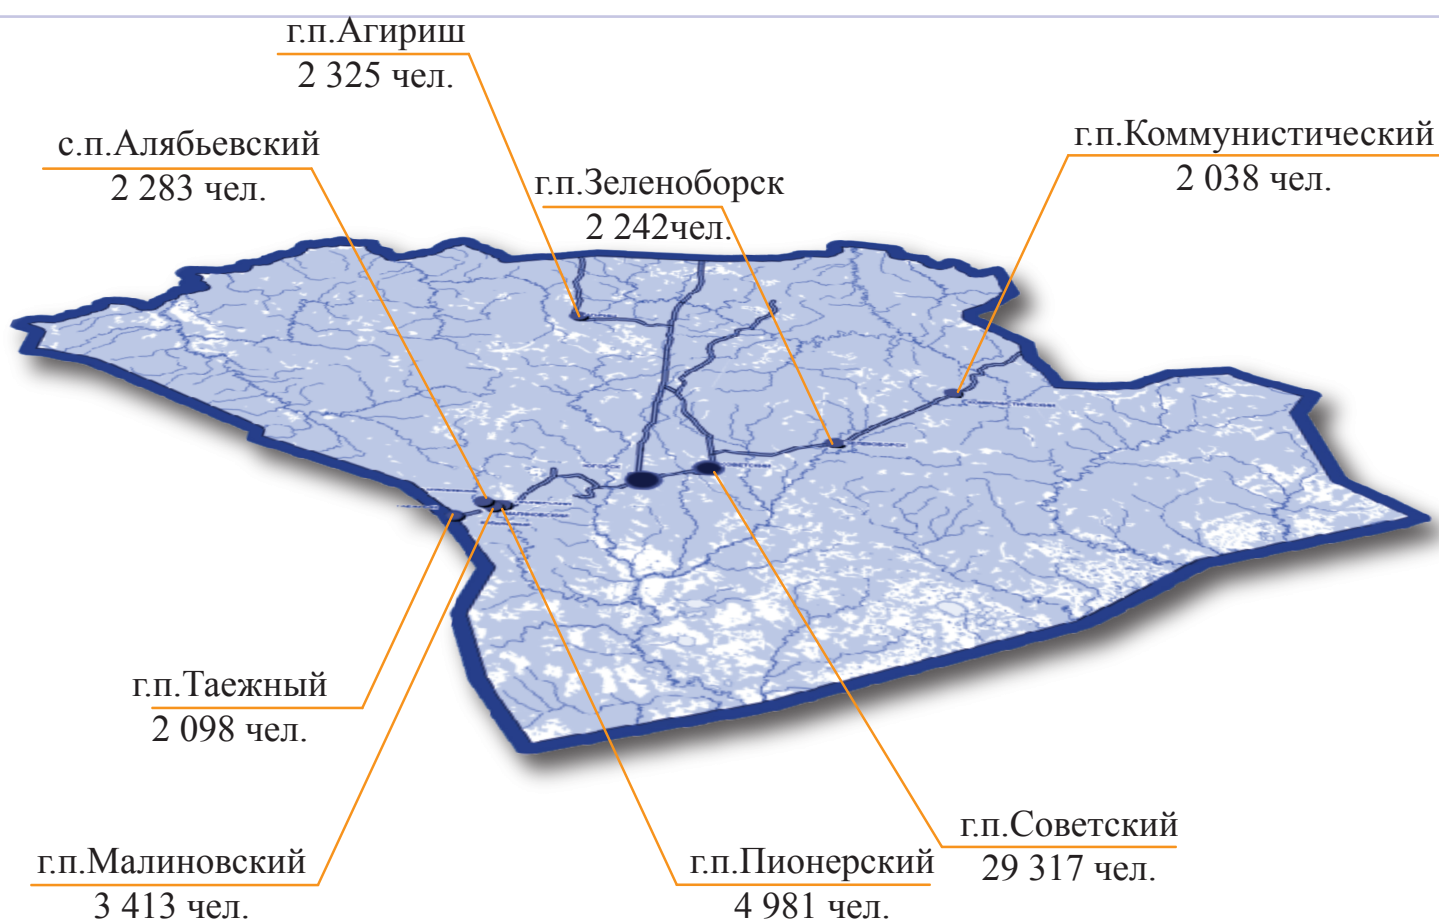 г.п.Агириш
2 325 чел.
с.п.Алябьевский
2 283 чел.
г.п.Коммунистический
2 038 чел.
г.п.Зеленоборск
2 242чел.
г.п.Таежный
2 098 чел.
г.п.Советский
29 317 чел.
г.п.Малиновский
3 413 чел.
г.п.Пионерский
4 981 чел.